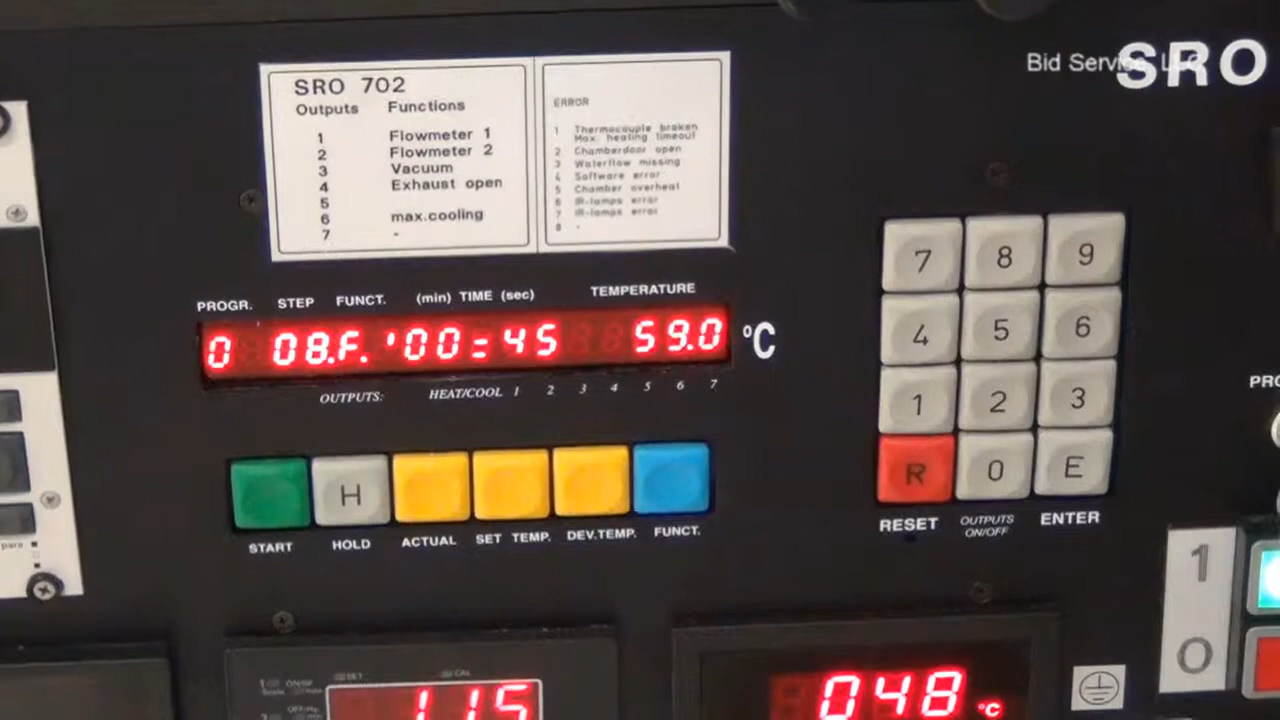 Bid Service, LLC
SRO
SRO 702
Outputs Functions
1 Flowmeter 1
2 Flowmeter 2
3 Vacuum
4 Exhaust open
5
6 max.cooling
7 -
ERROR
1 Thermocouple broken
Max. heating timeout
2 Chamberdoor open
3 Waterflow missing
4 Software error
5 Chamber overheat
6 IR-lamps error
7 IR-lamps error
8 -
PROGR. STEP FUNCT. (min) TIME (sec) TEMPERATURE
0 08.F. '00=45 59.0 °C
OUTPUTS: HEAT/COOL 1 2 3 4 5 6 7
H
START HOLD ACTUAL SET TEMP. DEV.TEMP. FUNCT.
7 8 9
4 5 6
1 2 3
R 0 E
RESET OUTPUTS ON/OFF ENTER
PRO
para
1
0
SET CAL
115
048 °C